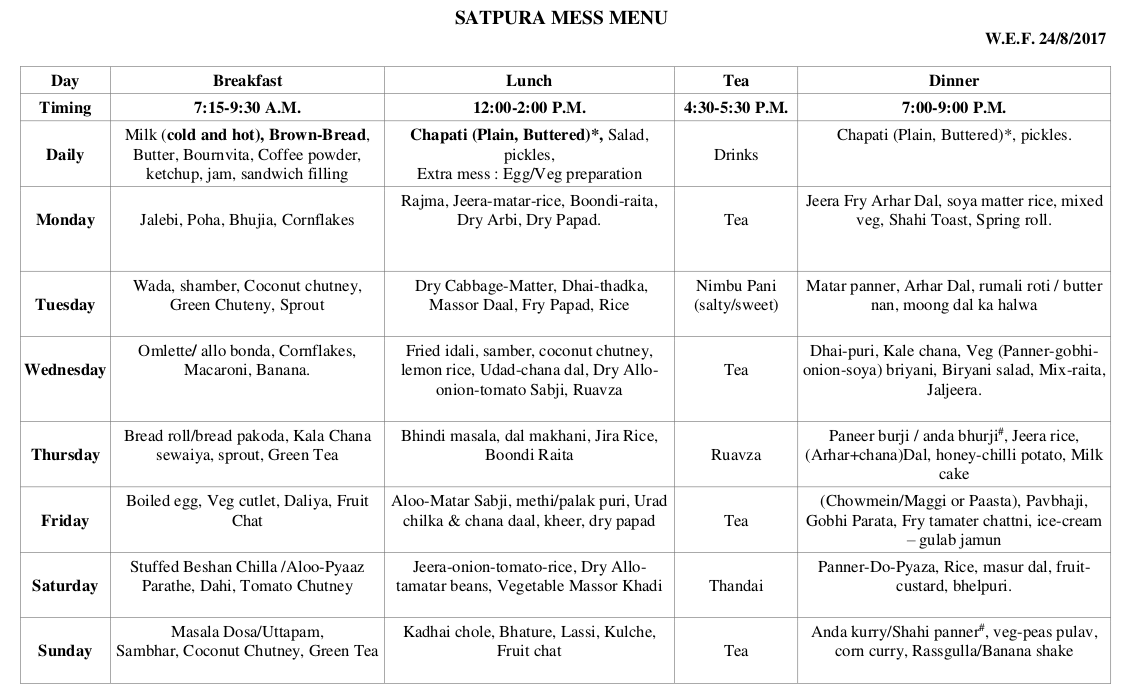 SATPURA MESS MENU
W.E.F. 24/8/2017
Day Breakfast Lunch Tea Dinner
Timing 7:15-9:30 A.M. 12:00-2:00 P.M. 4:30-5:30 P.M. 7:00-9:00 P.M.
Daily
Milk (cold and hot), Brown-Bread,
Butter, Bournvita, Coffee powder,
ketchup, jam, sandwich filling
Chapati (Plain, Buttered)*, Salad,
pickles,
Extra mess : Egg/Veg preparation
Drinks
Chapati (Plain, Buttered)*, pickles.
Monday
Jalebi, Poha, Bhujia, Cornflakes
Rajma, Jeera-matar-rice, Boondi-raita,
Dry Arbi, Dry Papad.
Tea
Jeera Fry Arhar Dal, soya matter rice, mixed
veg, Shahi Toast, Spring roll.
Tuesday
Wada, shamber, Coconut chutney,
Green Chuteny, Sprout
Dry Cabbage-Matter, Dhai-thadka,
Massor Daal, Fry Papad, Rice
Nimbu Pani
(salty/sweet)
Matar panner, Arhar Dal, rumali roti / butter
nan, moong dal ka halwa
Wednesday
Omlette/ allo bonda, Cornflakes,
Macaroni, Banana.
Fried idali, samber, coconut chutney,
lemon rice, Udad-chana dal, Dry Allo-
onion-tomato Sabji, Ruavza
Tea
Dhai-puri, Kale chana, Veg (Panner-gobhi-
onion-soya) briyani, Biryani salad, Mix-raita,
Jaljeera.
Thursday
Bread roll/bread pakoda, Kala Chana
sewaiya, sprout, Green Tea
Bhindi masala, dal makhani, Jira Rice,
Boondi Raita
Ruavza
Paneer burji / anda bhurji#, Jeera rice,
(Arhar+chana)Dal, honey-chilli potato, Milk
cake
Friday
Boiled egg, Veg cutlet, Daliya, Fruit
Chat
Aloo-Matar Sabji, methi/palak puri, Urad
chilka & chana daal, kheer, dry papad
Tea
(Chowmein/Maggi or Paasta), Pavbhaji,
Gobhi Parata, Fry tamater chattni, ice-cream
– gulab jamun
Saturday
Stuffed Beshan Chilla /Aloo-Pyaaz
Parathe, Dahi, Tomato Chutney
Jeera-onion-tomato-rice, Dry Allo-
tamatar beans, Vegetable Massor Khadi
Thandai
Panner-Do-Pyaza, Rice, masur dal, fruit-
custard, bhelpuri.
Sunday
Masala Dosa/Uttapam,
Sambhar, Coconut Chutney, Green Tea
Kadhai chole, Bhature, Lassi, Kulche,
Fruit chat
Tea
Anda kurry/Shahi panner#, veg-peas pulav,
corn curry, Rassgulla/Banana shake